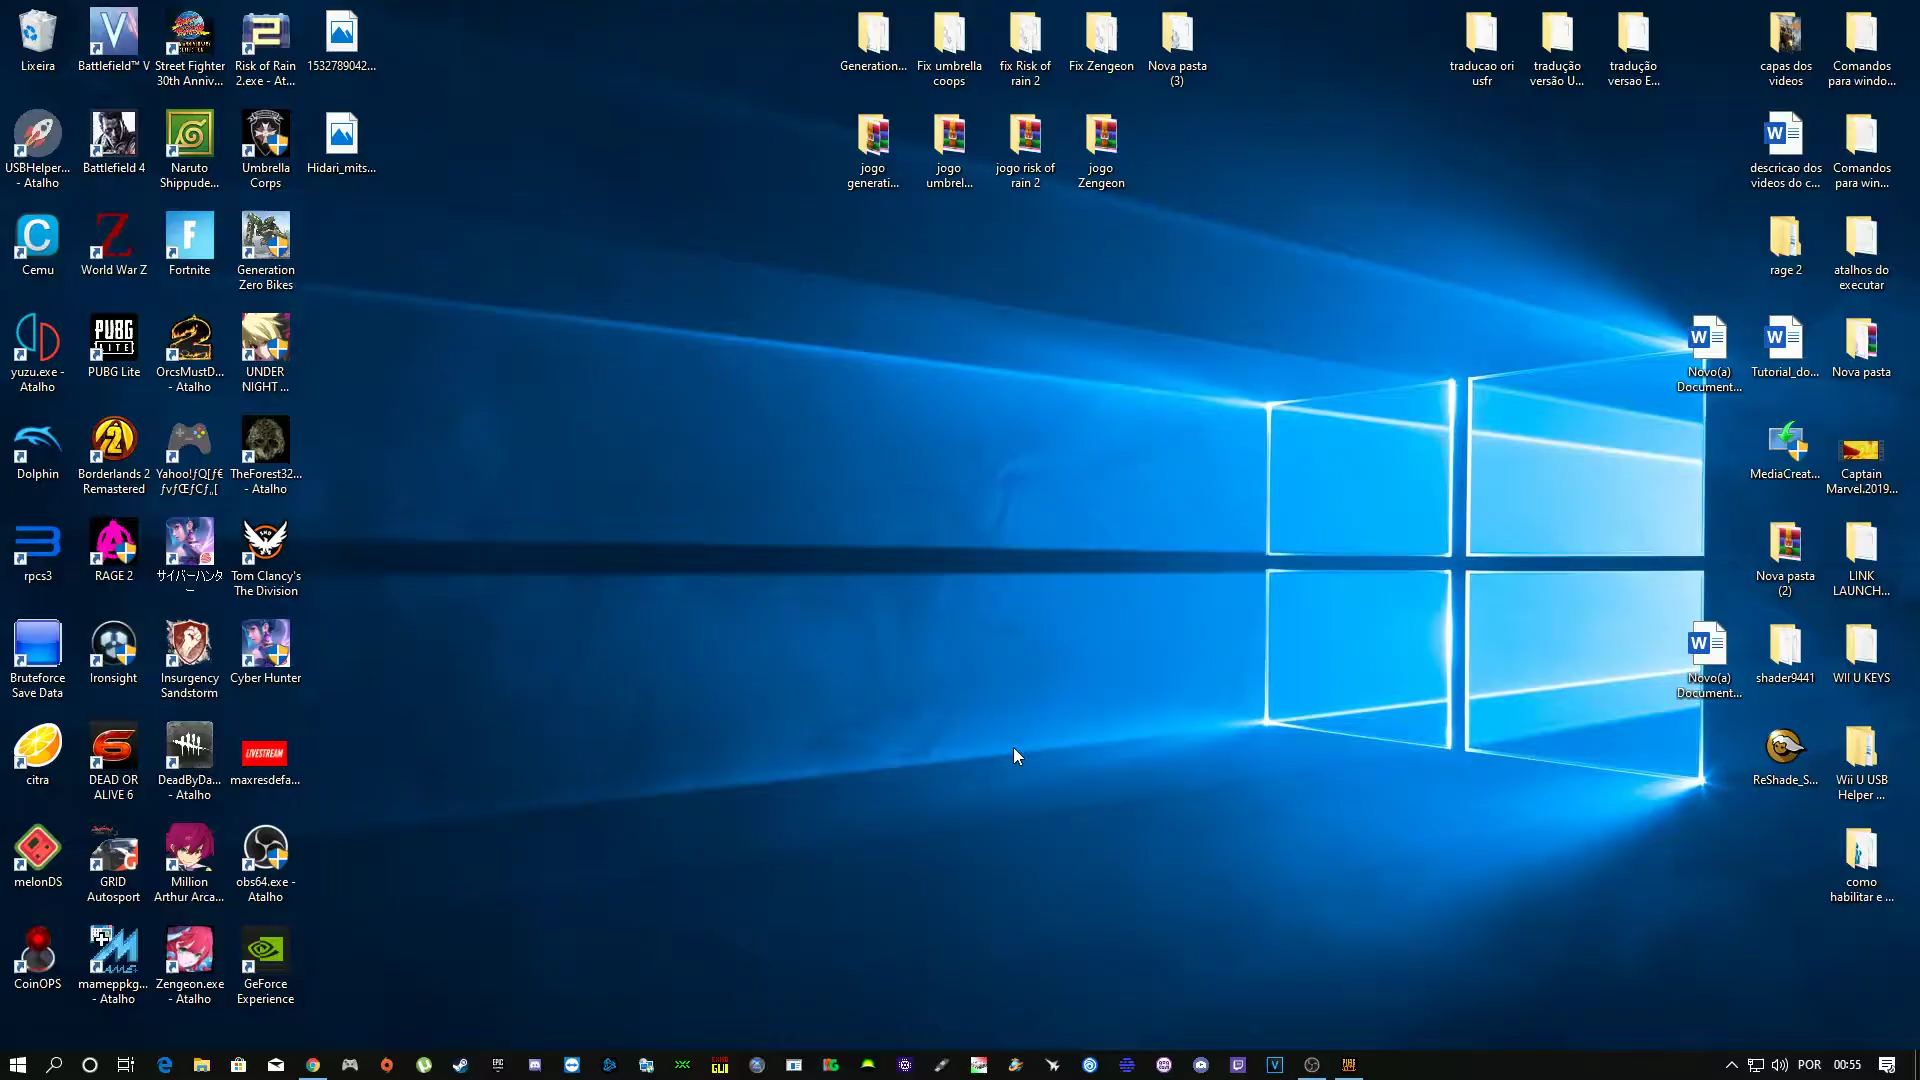 Lixeira
Battlefield™ V
Street Fighter
30th Anniv...
Risk of Rain
2.exe - At...
1532789042...
Generation...
Fix umbrella
coops
fix Risk of
rain 2
Fix Zengeon
Nova pasta
(3)
traducao ori
usfr
tradução
versão U...
tradução
versao E...
capas dos
videos
Comandos
para windo...
USBHelper...
- Atalho
Battlefield 4
Naruto
Shippude...
Umbrella
Corps
Hidari_mits...
jogo
generati...
jogo
umbrel...
jogo risk of
rain 2
jogo
Zengeon
descricao dos
videos do c...
Comandos
para win...
Cemu
World War Z
Fortnite
Generation
Zero Bikes
rage 2
atalhos do
executar
yuzu.exe -
Atalho
PUBG
LITE
PUBG Lite
OrcsMustD...
- Atalho
UNDER
NIGHT ...
Novo(a)
Document...
Tutorial_do...
Nova pasta
Dolphin
Borderlands 2
Remastered
Yahoo!ƒQ[ƒ€
ƒvƒŒƒCƒ„[
TheForest32...
- Atalho
MediaCreat...
Captain
Marvel.2019...
rpcs3
RAGE 2
サイバーハンタ
ー
Tom Clancy's
The Division
Nova pasta
(2)
LINK
LAUNCH...
Bruteforce
Save Data
Ironsight
Insurgency
Sandstorm
Cyber Hunter
Novo(a)
Document...
shader9441
WII U KEYS
citra
DEAD OR
ALIVE 6
DeadByDa...
- Atalho
LIVESTREAM
maxresdefa...
ReShade_S...
Wii U USB
Helper ...
melonDS
GRID
Autosport
Million
Arthur Arca...
obs64.exe -
Atalho
como
habilitar e ...
CoinOPS
mameppkg...
- Atalho
Zengeon.exe
- Atalho
GeForce
Experience
EPIC
GUI
POR
00:55